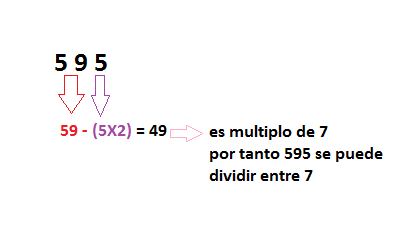 5 9 5
59 - (5X2) = 49
es multiplo de 7
por tanto 595 se puede
dividir entre 7